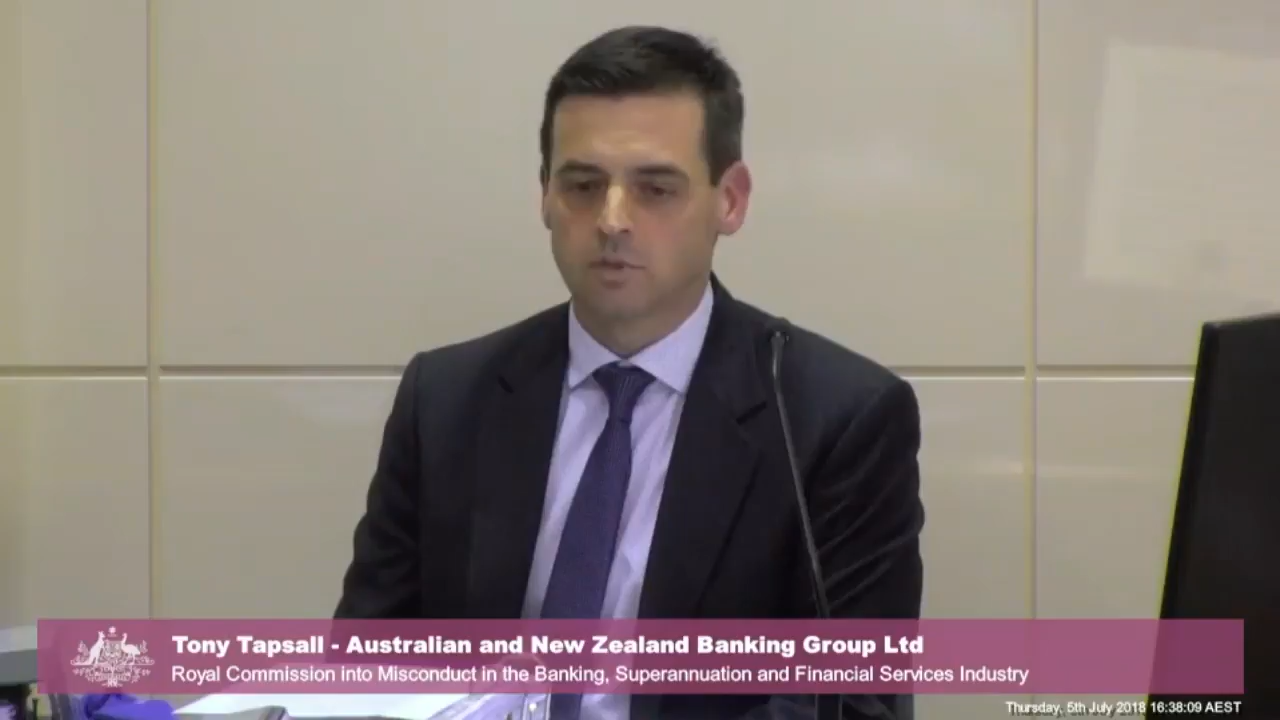 Tony Tapsall - Australian and New Zealand Banking Group Ltd
Royal Commission into Misconduct in the Banking, Superannuation and Financial Services Industry
Thursday, 5th July 2018 16:38:09 AEST